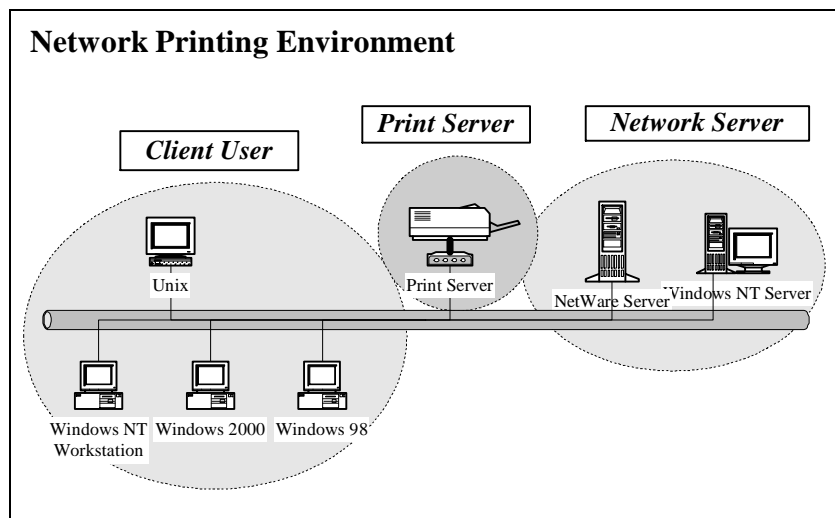 Network Printing Environment
Client User
Print Server
Network Server
Unix
Print Server
NetWare Server
Windows NT Server
Windows NT
Workstation
Windows 2000
Windows 98